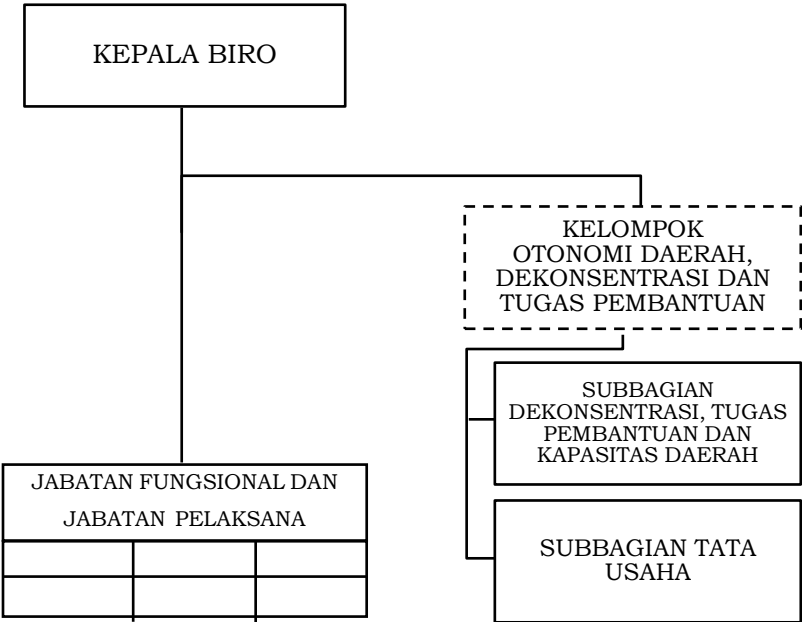 KEPALA BIRO
KELOMPOK
OTONOMI DAERAH,
DEKONSENTRASI DAN
TUGAS PEMBANTUAN
SUBBAGIAN
DEKONSENTRASI, TUGAS
PEMBANTUAN DAN
KAPASITAS DAERAH
JABATAN FUNGSIONAL DAN
JABATAN PELAKSANA
SUBBAGIAN TATA
USAHA